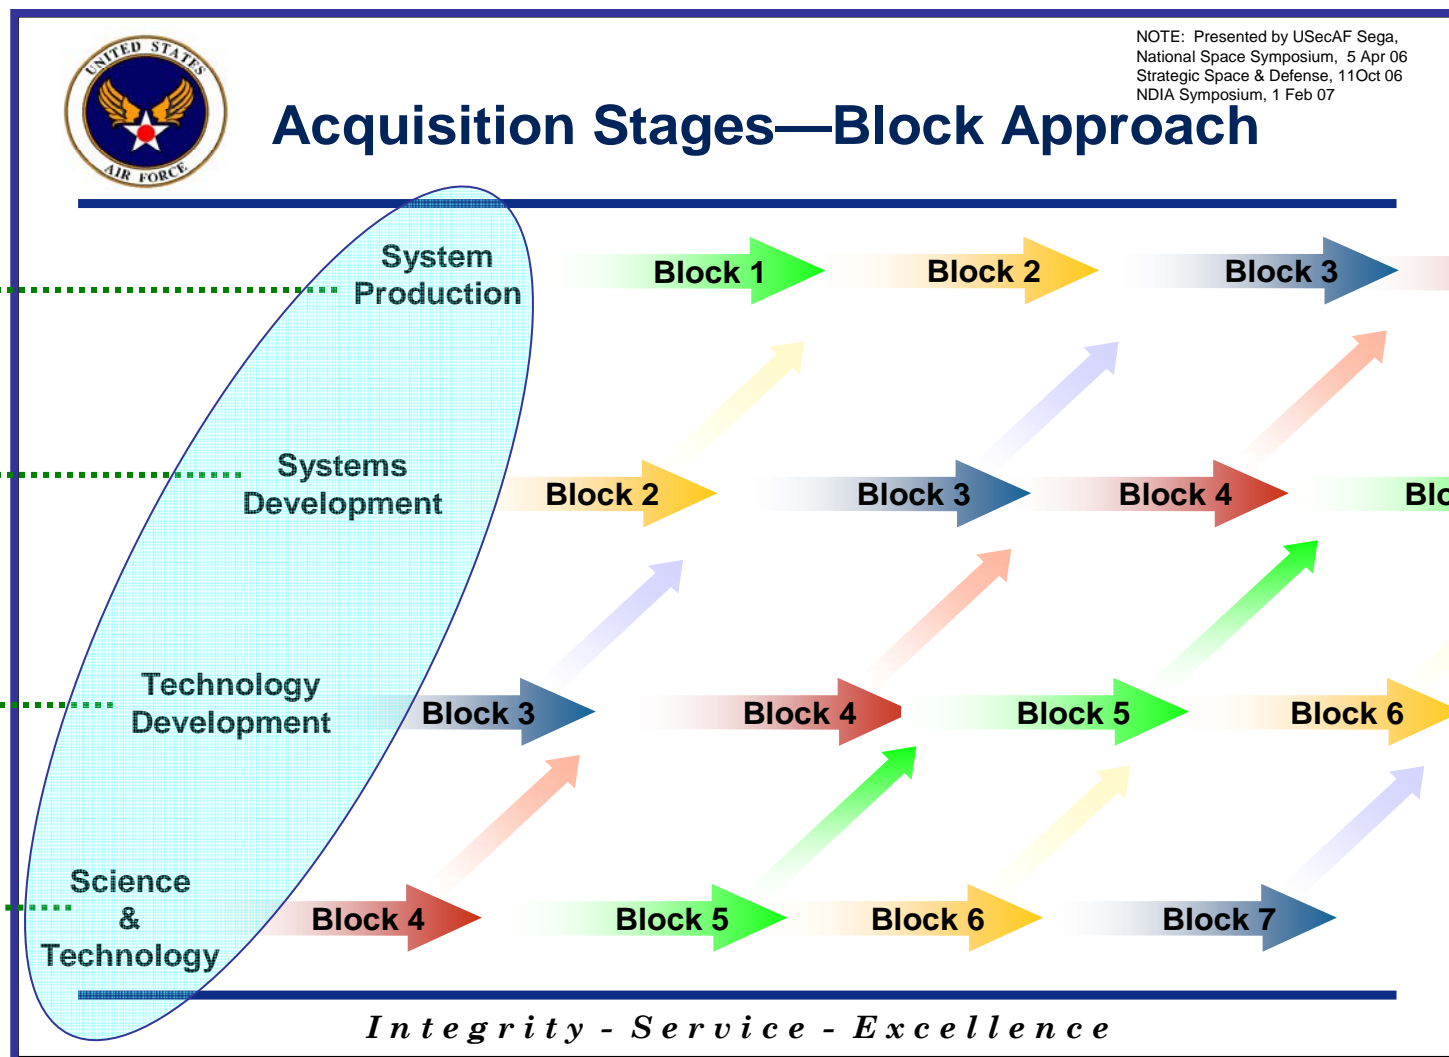 NOTE: Presented by USecAF Sega,
National Space Symposium, 5 Apr 06
Strategic Space & Defense, 11Oct 06
NDIA Symposium, 1 Feb 07
UNITED STATES
AIR FORCE
Acquisition Stages—Block Approach
System
Production
Block 1
Block 2
Block 3
Systems
Development
Block 2
Block 3
Block 4
Blo
Technology
Development
Block 3
Block 4
Block 5
Block 6
Science
&
Technology
Block 4
Block 5
Block 6
Block 7
Integrity - Service - Excellence